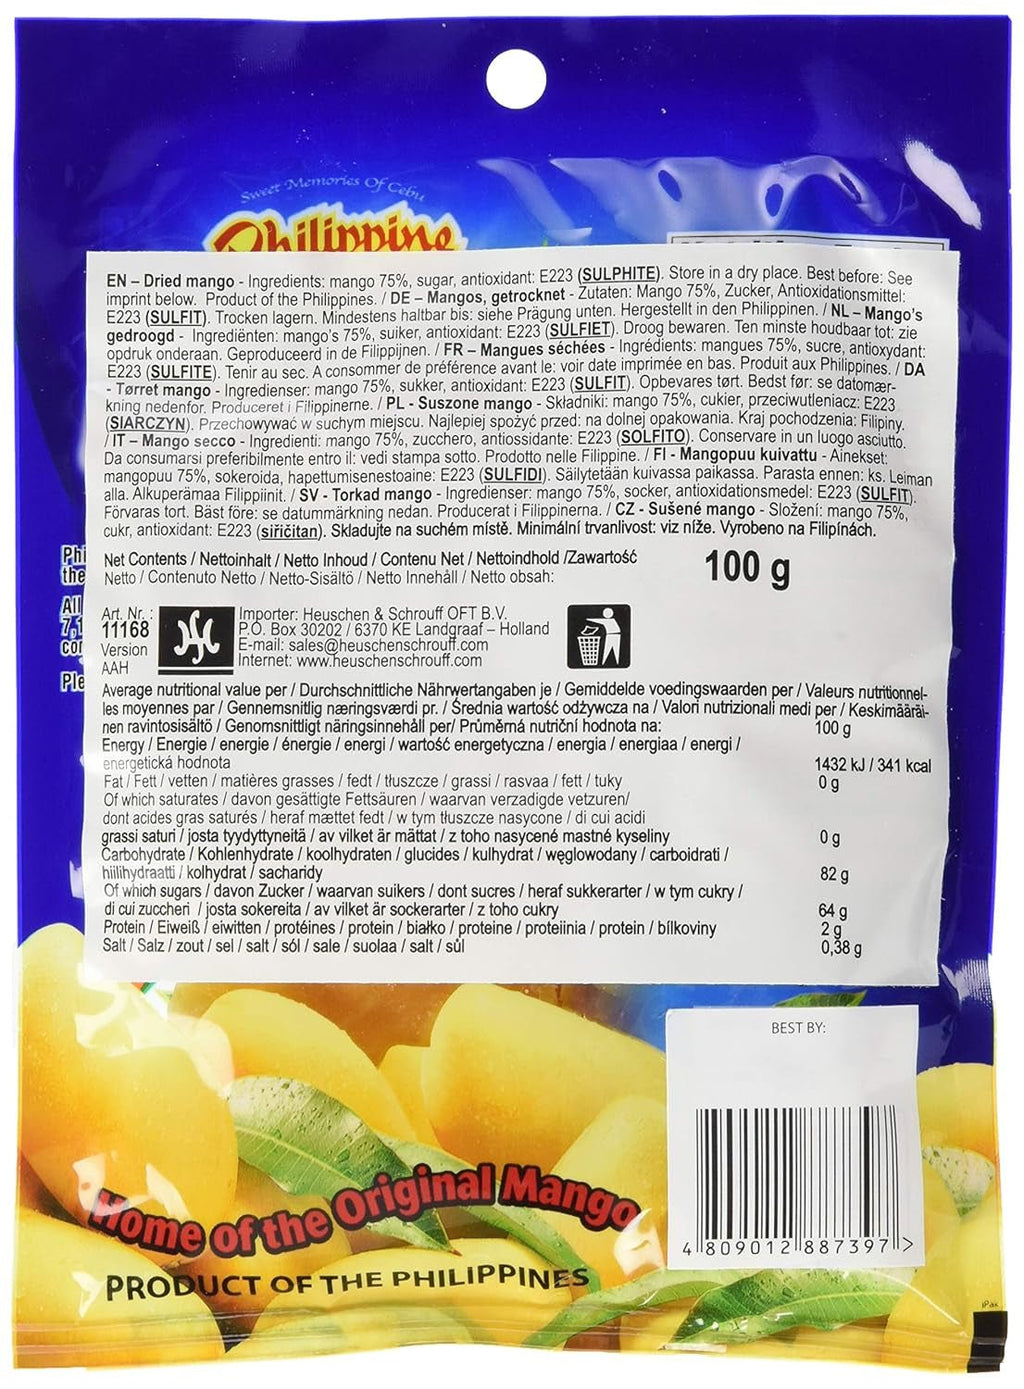 Sweet Memories Of Cebu
Philippine
EN – Dried mango - Ingredients: mango 75%, sugar, antioxidant: E223 (SULPHITE). Store in a dry place. Best before: See
imprint below. Product of the Philippines. / DE – Mangos, getrocknet - Zutaten: Mango 75%, Zucker, Antioxidationsmittel:
E223 (SULFIT). Trocken lagern. Mindestens haltbar bis: siehe Prägung unten. Hergestellt in den Philippinen. / NL – Mango's
gedroogd - Ingrediënten: mango's 75%, suiker, antioxidant: E223 (SULFIET). Droog bewaren. Ten minste houdbaar tot: zie
opdruk onderaan. Geproduceerd in de Filippijnen. / FR – Mangues séchées - Ingrédients: mangues 75%, sucre, antioxydant:
E223 (SULFITE). Tenir au sec. A consommer de préférence avant le: voir date imprimée en bas. Produit aux Philippines. / DA
- Tørret mango - Ingredienser: mango 75%, sukker, antioxidant: E223 (SULFIT). Opbevares tørt. Bedst før: se datomær-
kning nedenfor. Produceret i Filippinerne. / PL - Suszone mango - Składniki: mango 75%, cukier, przeciwutleniacz: E223
(SIARCZYN). Przechowywać w suchym miejscu. Najlepiej spożyć przed: na dolnej opakowania. Kraj pochodzenia: Filipiny.
/ IT – Mango secco - Ingredienti: mango 75%, zucchero, antiossidante: E223 (SOLFITO). Conservare in un luogo asciutto.
Da consumarsi preferibilmente entro il: vedi stampa sotto. Prodotto nelle Filippine. / FI - Mangopuu kuivattu - Ainekset:
mangopuu 75%, sokeroida, hapettumisenestoaine: E223 (SULFIDI). Säilytetään kuivassa paikassa. Parasta ennen: ks. Leiman
alla. Alkuperämaa Filippiinit. / SV - Torkad mango - Ingredienser: mango 75%, socker, antioxidationsmedel: E223 (SULFIT).
Förvaras tort. Bäst före: se datummärkning nedan. Producerat i Filippinerna. / CZ - Sušené mango - Složení: mango 75%,
cukr, antioxidant: E223 (siřičitan). Skladujte na suchém místě. Minimální trvanlivost: viz níže. Vyrobeno na Filipínách.
Net Contents / Nettoinhalt / Netto Inhoud / Contenu Net / Nettoindhold /Zawartość
Netto / Contenuto Netto / Netto-Sisältö / Netto Innehåll / Netto obsah:
100 g
Phi
the
All
7,1
cor
Ple
Art. Nr. :
11168
Version
AAH
Importer: Heuschen & Schrouff OFT B.V.
P.O. Box 30202 / 6370 KE Landgraaf – Holland
E-mail: sales@heuschenschrouff.com
Internet: www.heuschenschrouff.com
Average nutritional value per / Durchschnittliche Nährwertangaben je / Gemiddelde voedingswaarden per / Valeurs nutritionnel-
les moyennes par / Gennemsnitlig næringsværdi pr. / Średnia wartość odżywcza na / Valori nutrizionali medi per / Keskimääräi-
nen ravintosisältö / Genomsnittligt näringsinnehåll per/ Průměrná nutriční hodnota na: 100 g
Energy / Energie / energie / énergie / energi / wartość energetyczna / energia / energiaa / energi /
energetická hodnota 1432 kJ / 341 kcal
Fat / Fett / vetten / matières grasses / fedt / tłuszcze / grassi / rasvaa / fett / tuky 0 g
Of which saturates / davon gesättigte Fettsäuren / waarvan verzadigde vetzuren/
dont acides gras saturés / heraf mættet fedt / w tym tłuszcze nasycone / di cui acidi
grassi saturi / josta tyydyttyneitä / av vilket är mättat / z toho nasycené mastné kyseliny 0 g
Carbohydrate / Kohlenhydrate / koolhydraten / glucides / kulhydrat / węglowodany / carboidrati /
hiilihydraatti / kolhydrat / sacharidy 82 g
Of which sugars / davon Zucker / waarvan suikers / dont sucres / heraf sukkerarter / w tym cukry /
di cui zuccheri / josta sokereita / av vilket är sockerarter / z toho cukry 64 g
Protein / Eiweiß / eiwitten / protéines / protein / białko / proteine / proteiinia / protein / bílkoviny 2 g
Salt / Salz / zout / sel / salt / sól / sale / suolaa / salt / sůl 0,38 g
BEST BY:
4 809012 887397 >
Home of the Original Mango
PRODUCT OF THE PHILIPPINES
iPak